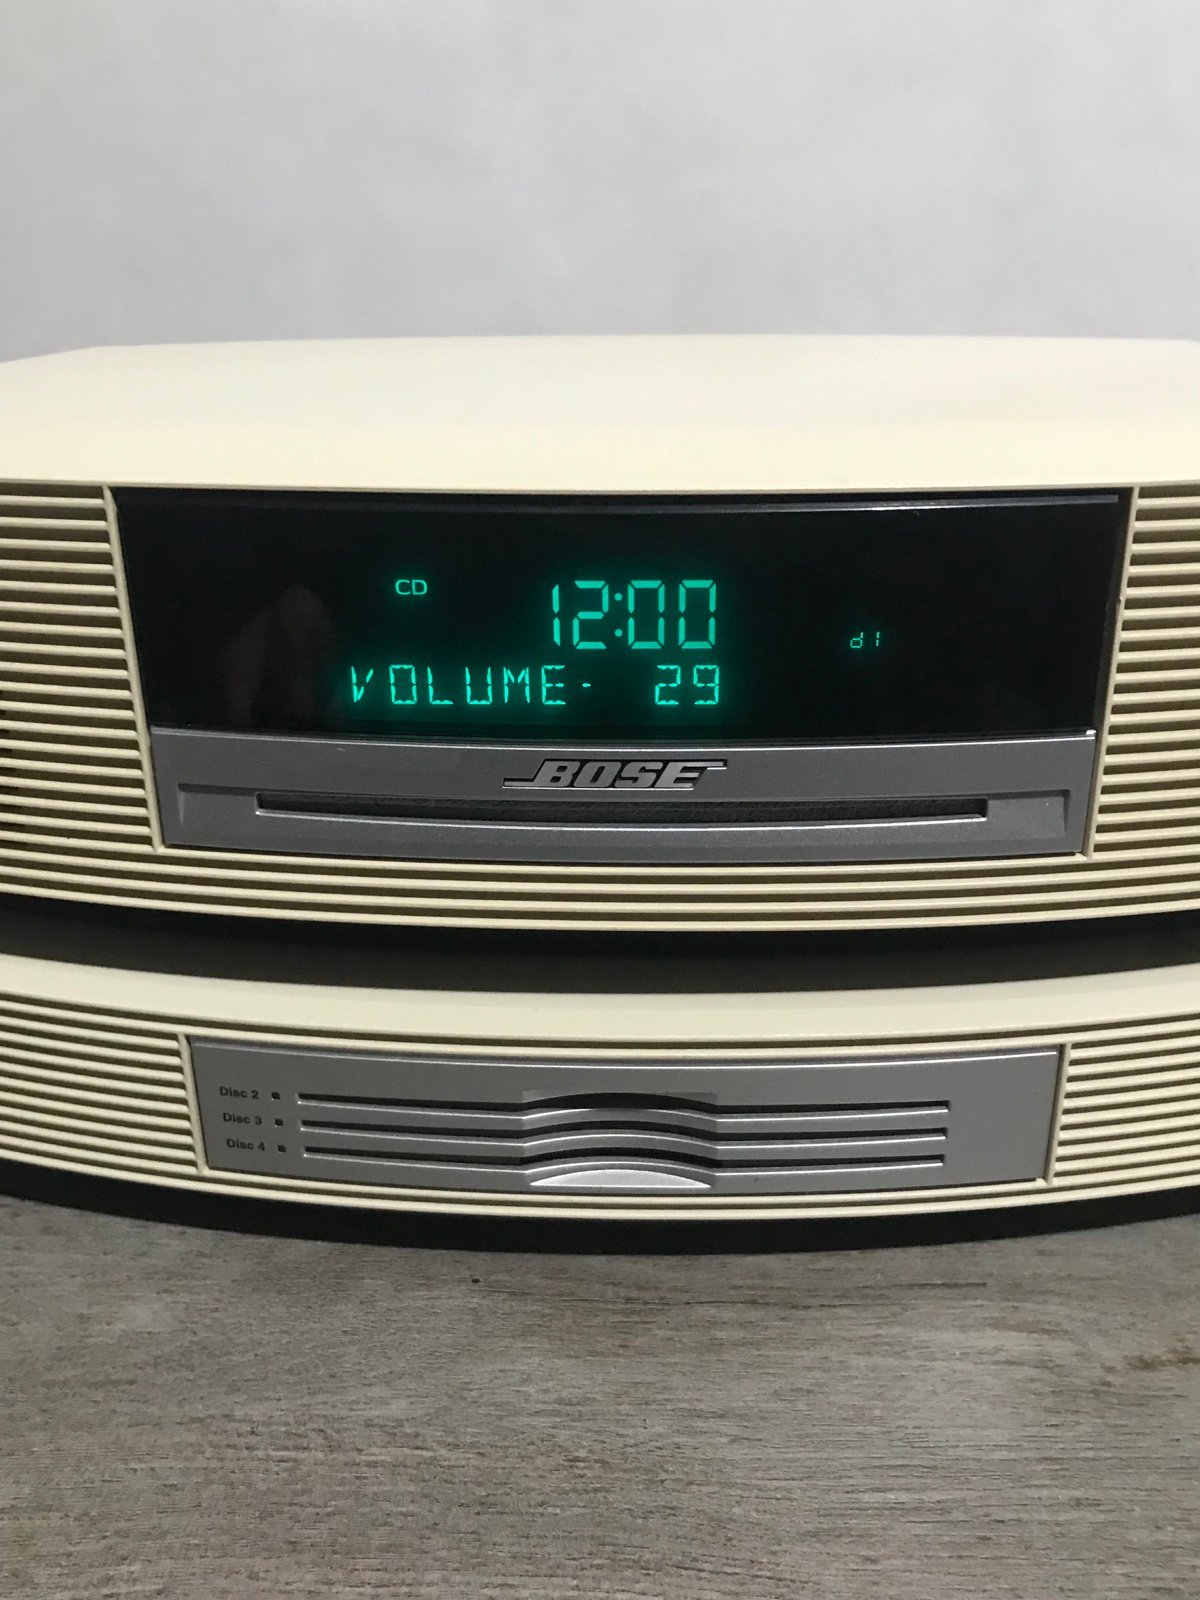 CD
12:00
d1
VOLUME- 29
BOSE
Disc 2
Disc 3
Disc 4